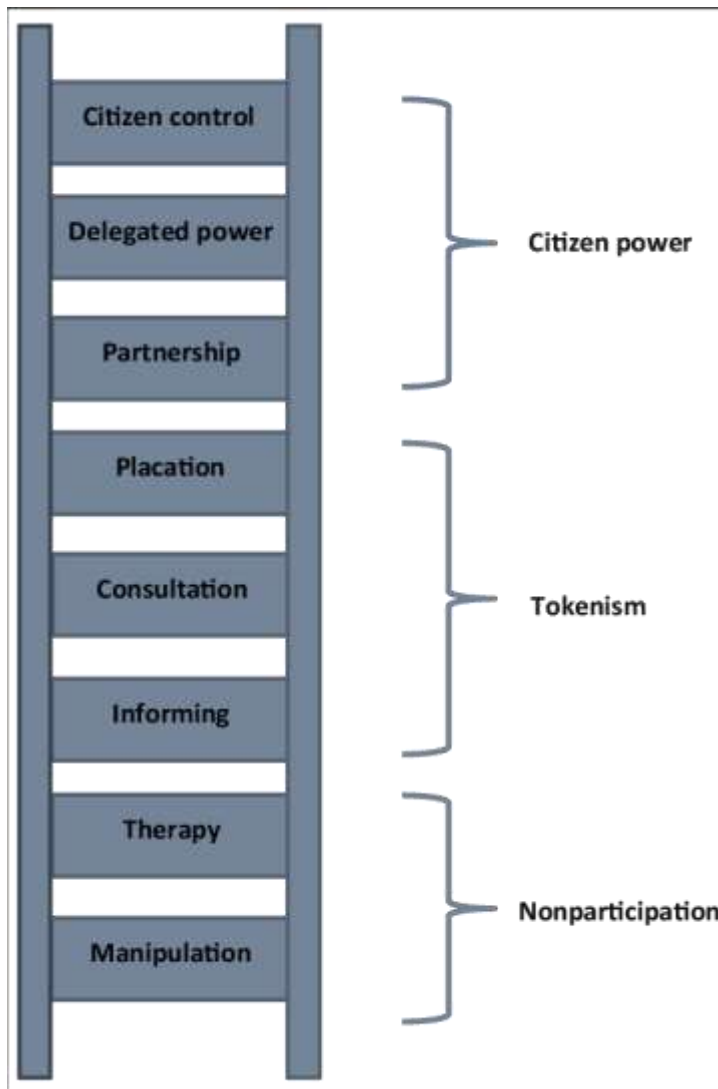 Citizen control
Delegated power
Partnership
Citizen power
Placation
Consultation
Informing
Tokenism
Therapy
Manipulation
Nonparticipation